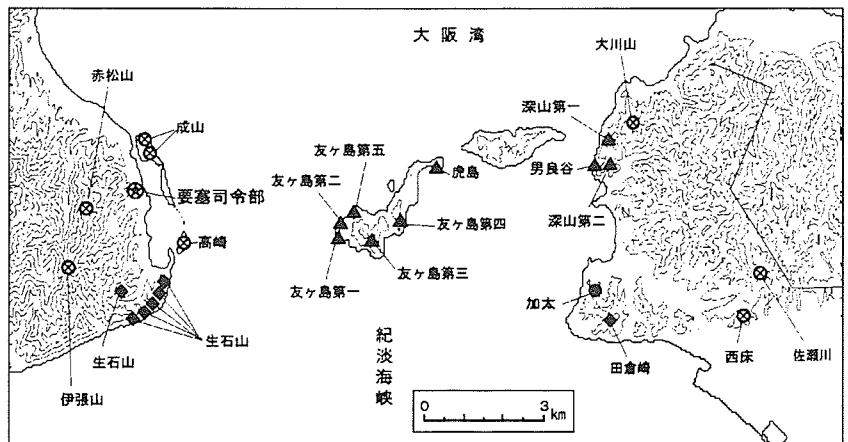 大阪湾
大川山
赤松山
深山第一
成山
友ヶ島第五
虎島
男良谷
友ヶ島第二
要塞司令部
深山第二
友ヶ島第四
高崎
友ヶ島第三
友ヶ島第一
加太
生石山
生石山
紀淡海峡
田倉崎
西庄
佐瀬川
伊張山
0 3
km